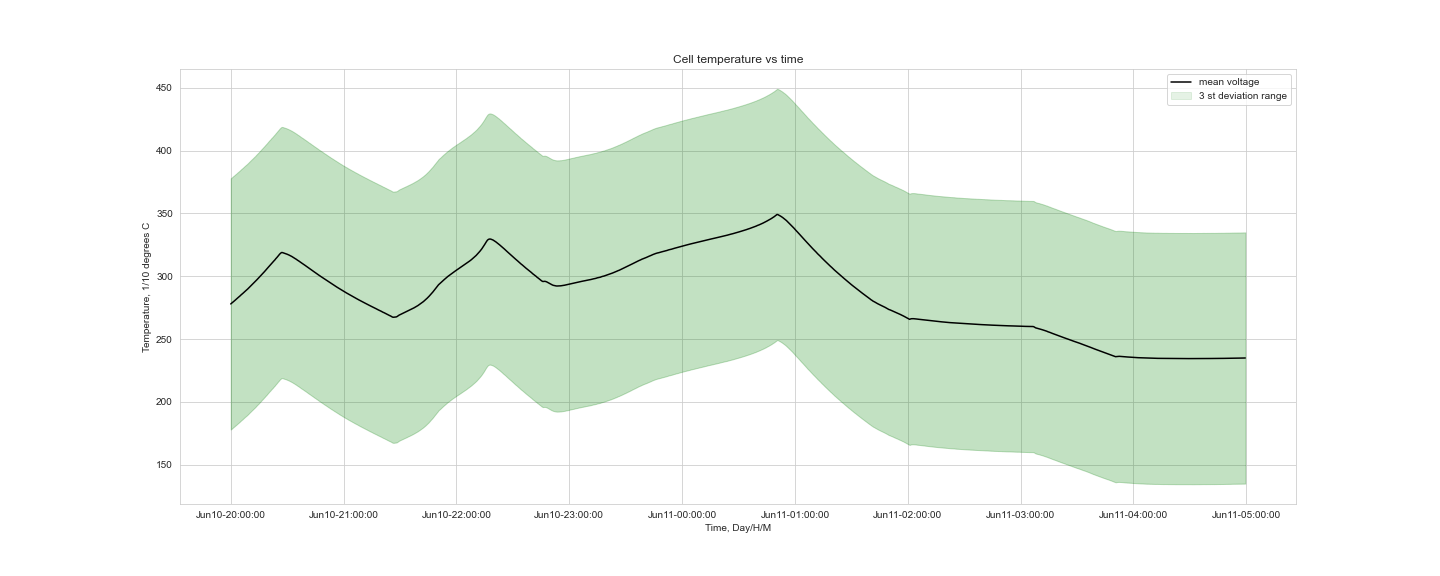 Cell temperature vs time
mean voltage
3 st deviation range
Temperature, 1/10 degrees C
450
400
350
300
250
200
150
Jun10-20:00:00 Jun10-21:00:00 Jun10-22:00:00 Jun10-23:00:00 Jun11-00:00:00 Jun11-01:00:00 Jun11-02:00:00 Jun11-03:00:00 Jun11-04:00:00 Jun11-05:00:00
Time, Day/H/M